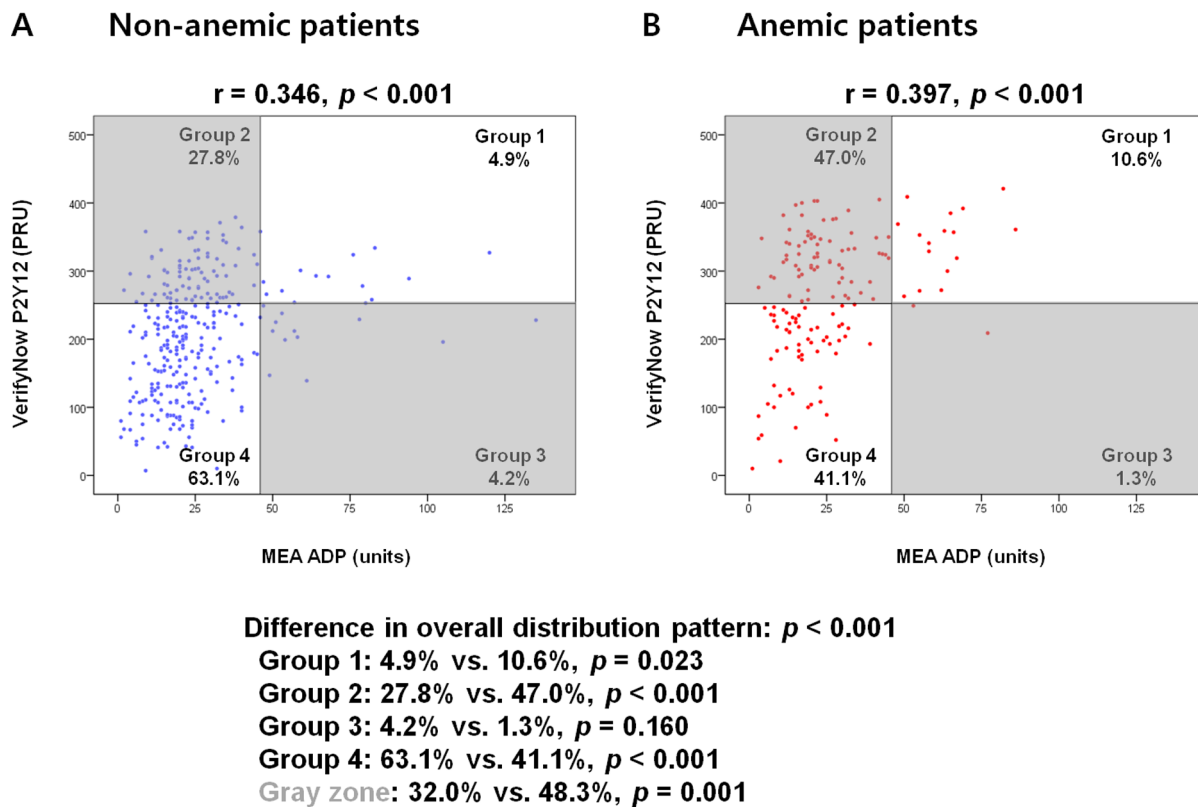 A Non-anemic patients
r = 0.346, p < 0.001
VerifyNow P2Y12 (PRU)
500
400
300
200
100
0
Group 2
27.8%
Group 1
4.9%
Group 4
63.1%
Group 3
4.2%
0 25 50 75 100 125
MEA ADP (units)
B Anemic patients
r = 0.397, p < 0.001
VerifyNow P2Y12 (PRU)
500
400
300
200
100
0
Group 2
47.0%
Group 1
10.6%
Group 4
41.1%
Group 3
1.3%
0 25 50 75 100 125
MEA ADP (units)
Difference in overall distribution pattern: p < 0.001
Group 1: 4.9% vs. 10.6%, p = 0.023
Group 2: 27.8% vs. 47.0%, p < 0.001
Group 3: 4.2% vs. 1.3%, p = 0.160
Group 4: 63.1% vs. 41.1%, p < 0.001
Gray zone: 32.0% vs. 48.3%, p = 0.001